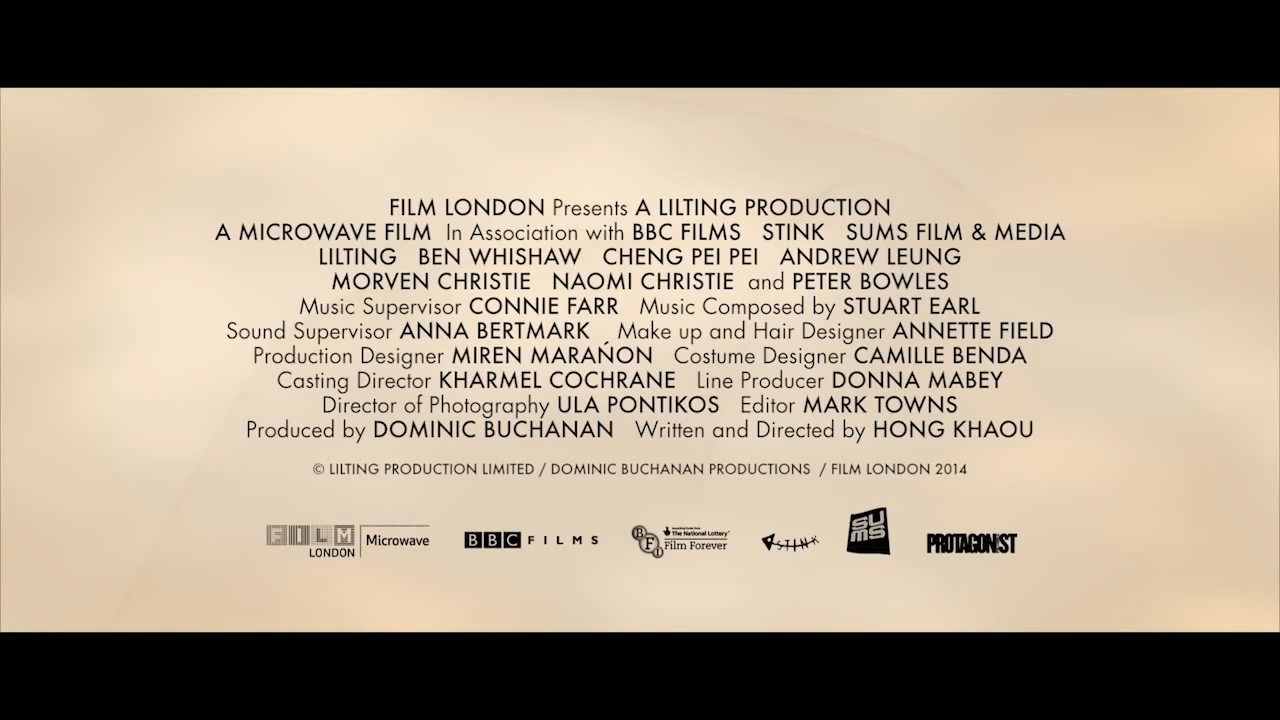 FILM LONDON Presents A LILTING PRODUCTION
A MICROWAVE FILM In Association with BBC FILMS STINK SUMS FILM & MEDIA
LILTING BEN WHISHAW CHENG PEI PEI ANDREW LEUNG
MORVEN CHRISTIE NAOMI CHRISTIE and PETER BOWLES
Music Supervisor CONNIE FARR Music Composed by STUART EARL
Sound Supervisor ANNA BERTMARK Make up and Hair Designer ANNETTE FIELD
Production Designer MIREN MARAŃON Costume Designer CAMILLE BENDA
Casting Director KHARMEL COCHRANE Line Producer DONNA MABEY
Director of Photography ULA PONTIKOS Editor MARK TOWNS
Produced by DOMINIC BUCHANAN Written and Directed by HONG KHAOU
© LILTING PRODUCTION LIMITED / DOMINIC BUCHANAN PRODUCTIONS / FILM LONDON 2014
FILM LONDON Microwave BBC FILMS BFI The National Lottery® Film Forever STINK SUMS PROTAGONIST